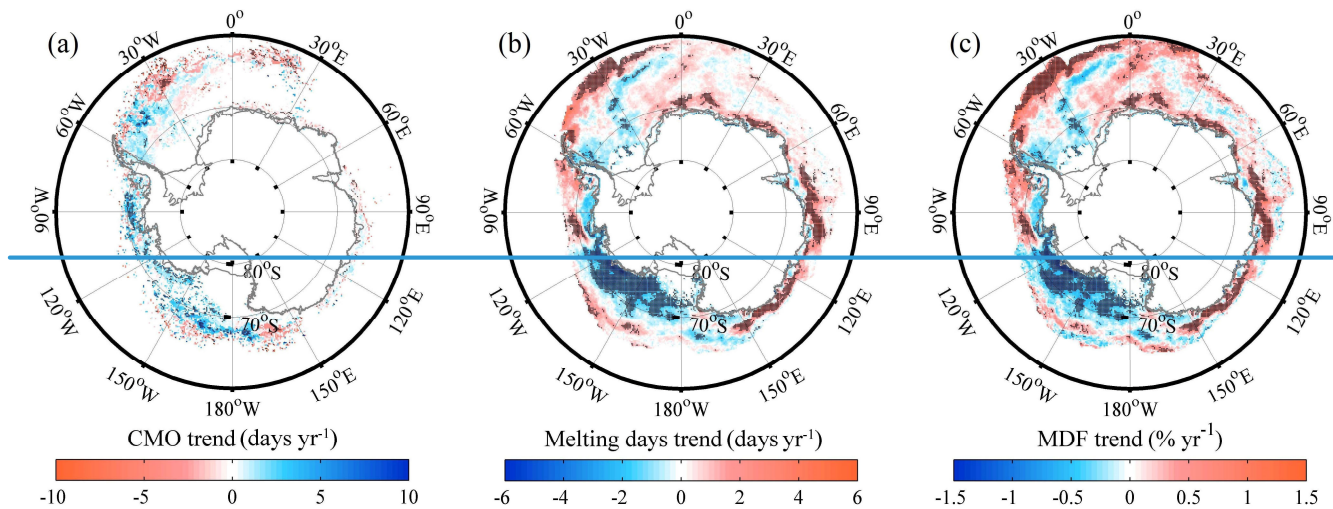 (a)
0°
30°E
60°E
90°E
120°E
150°E
180°W
150°W
120°W
90°W
60°W
30°W
80°S
70°S
CMO trend (days yr⁻¹)
-10 -5 0 5 10
(b)
0°
30°E
60°E
90°E
120°E
150°E
180°W
150°W
120°W
90°W
60°W
30°W
80°S
70°S
Melting days trend (days yr⁻¹)
-6 -4 -2 0 2 4 6
(c)
0°
30°E
60°E
90°E
120°E
150°E
180°W
150°W
120°W
90°W
60°W
30°W
80°S
70°S
MDF trend (% yr⁻¹)
-1.5 -1 -0.5 0 0.5 1 1.5